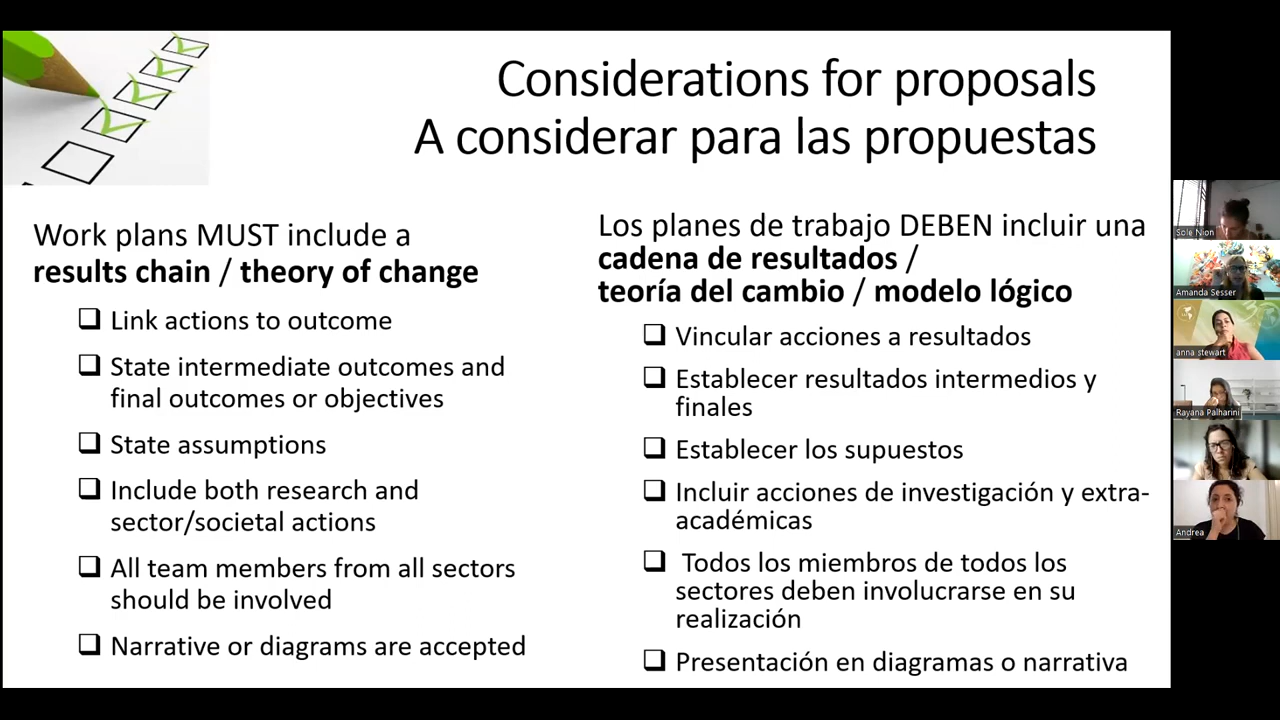 Considerations for proposals
A considerar para las propuestas
Work plans MUST include a
results chain / theory of change
Link actions to outcome
State intermediate outcomes and
final outcomes or objectives
State assumptions
Include both research and
sector/societal actions
All team members from all sectors
should be involved
Narrative or diagrams are accepted
Los planes de trabajo DEBEN incluir una
cadena de resultados /
teoría del cambio / modelo lógico
Vincular acciones a resultados
Establecer resultados intermedios y
finales
Establecer los supuestos
Incluir acciones de investigación y extra-
académicas
Todos los miembros de todos los
sectores deben involucrarse en su
realización
Presentación en diagramas o narrativa
Sole Nion
Amanda Sesser
anna stewart
Rayana Palharini
Andrea